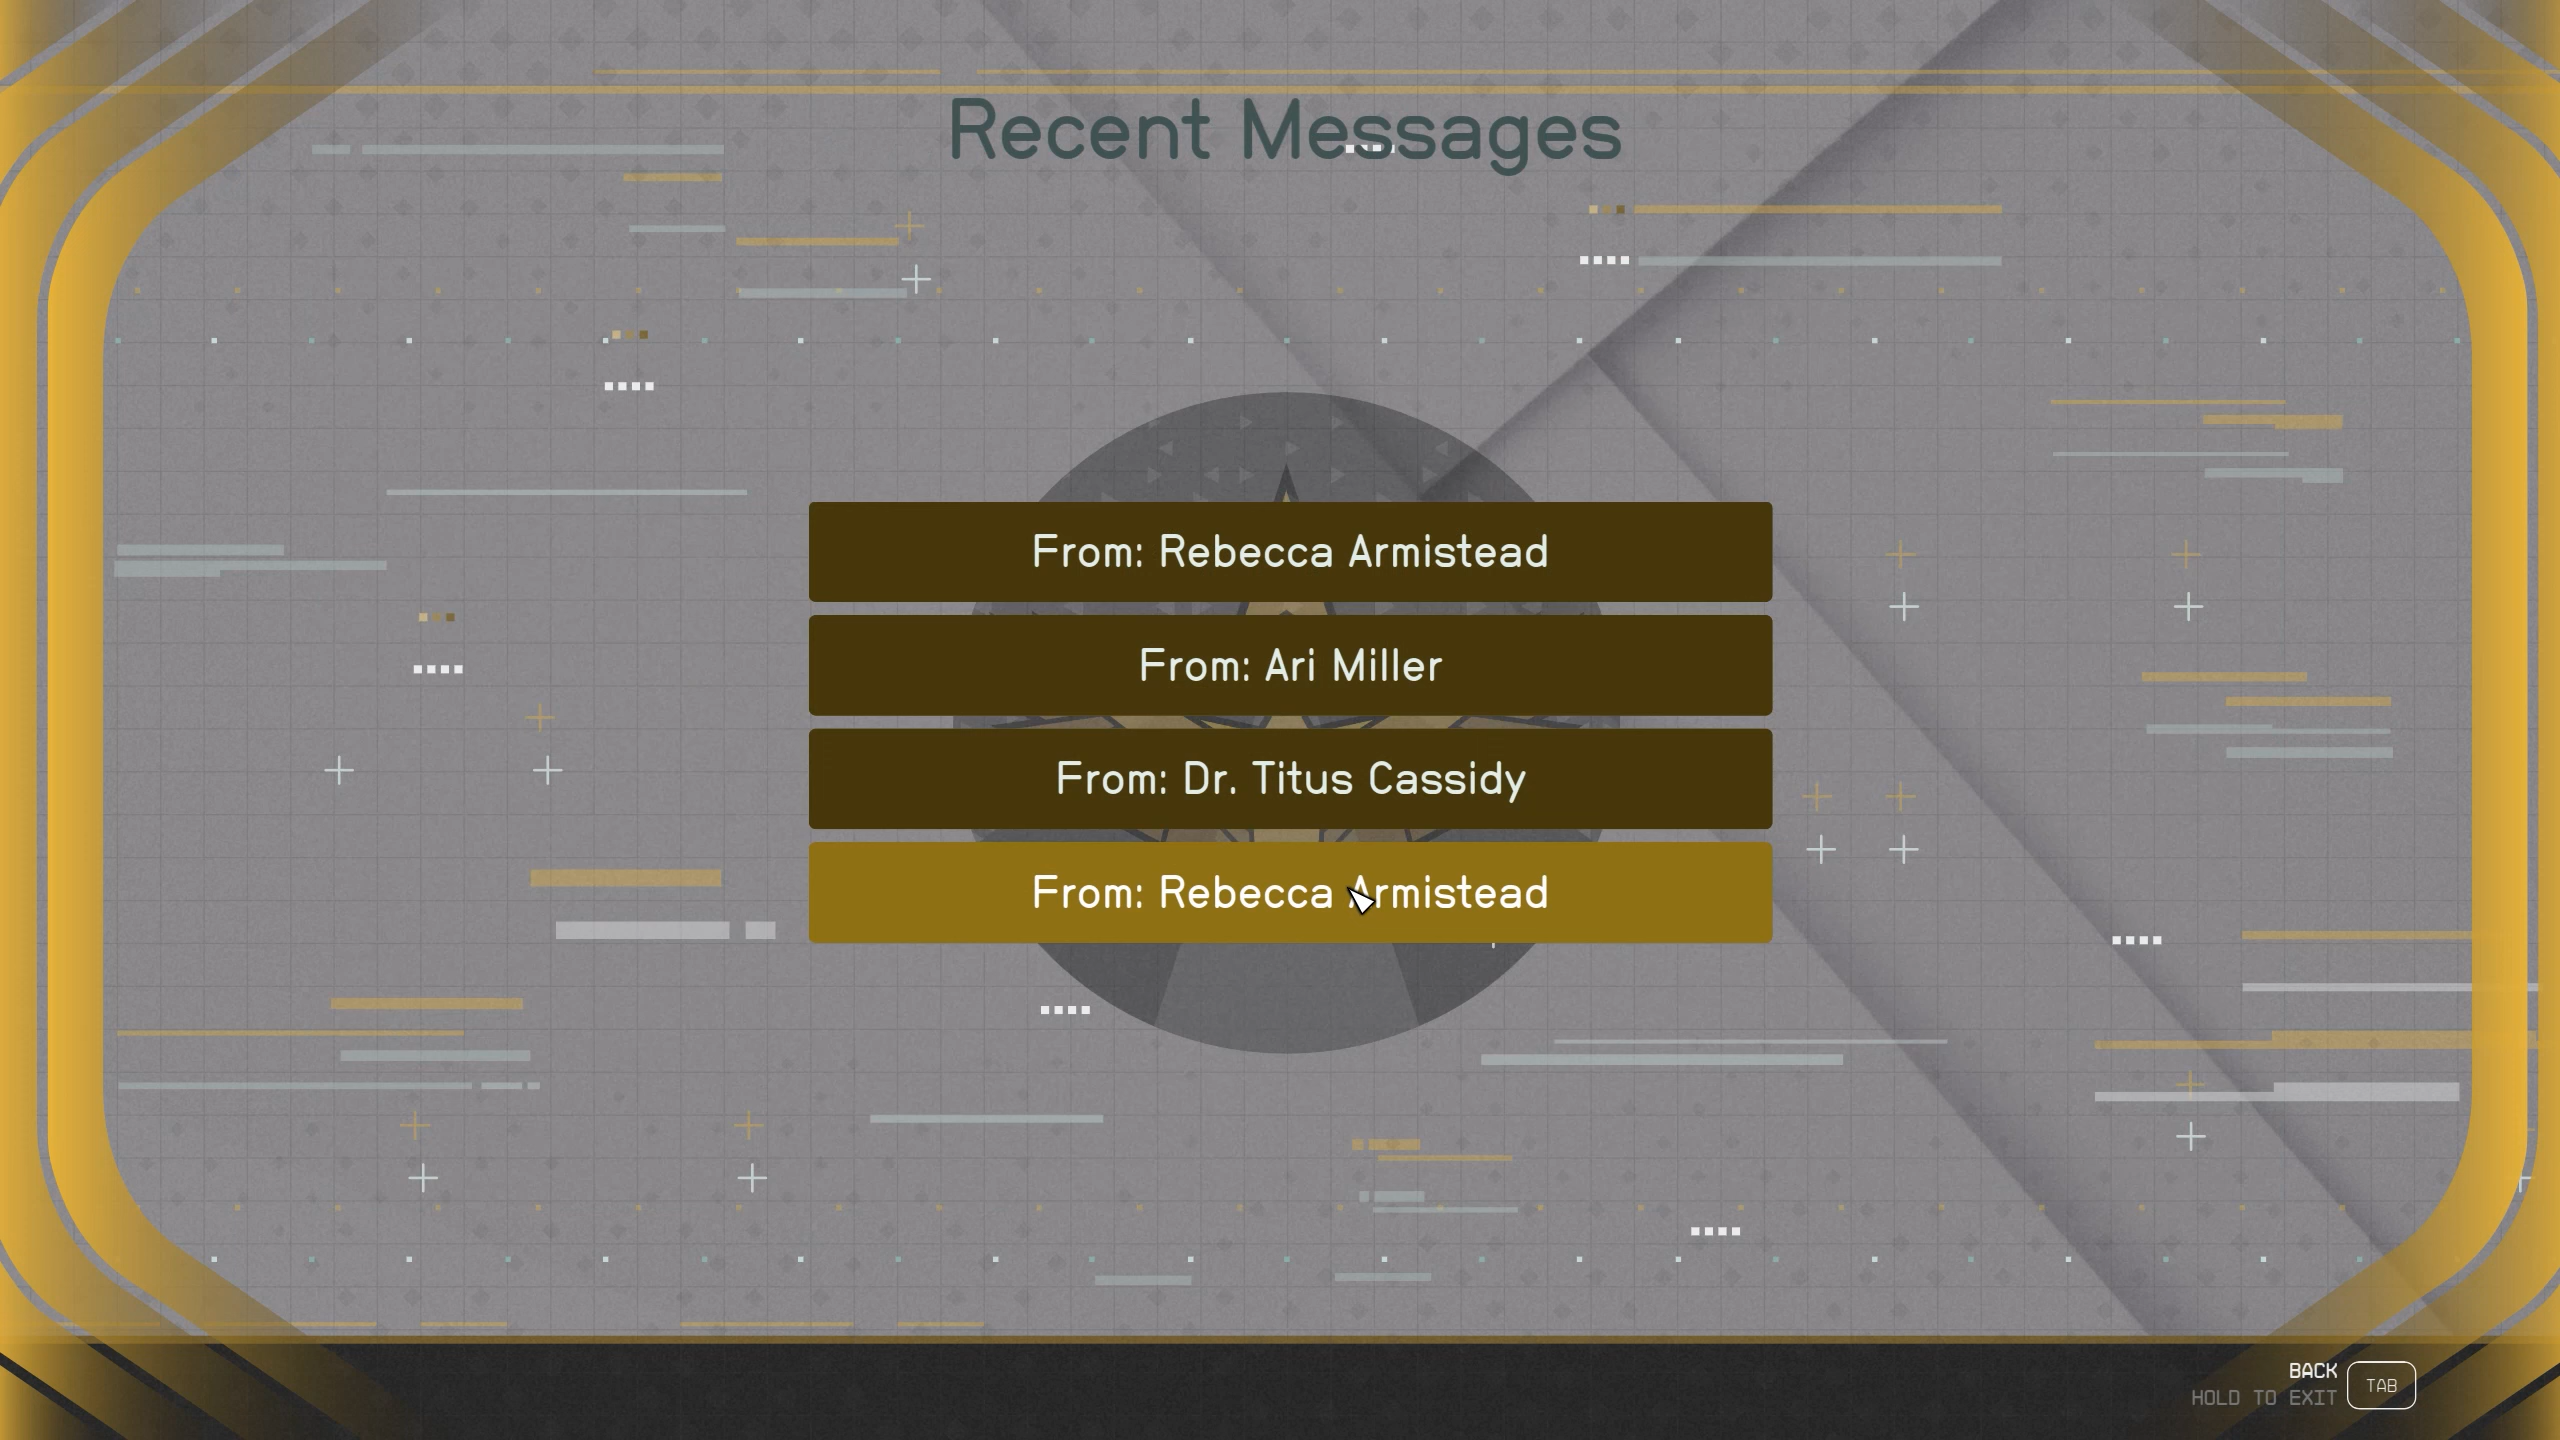 Recent Messages
From: Rebecca Armistead
From: Ari Miller
From: Dr. Titus Cassidy
From: Rebecca Armistead
BACK
HOLD TO EXIT
TAB